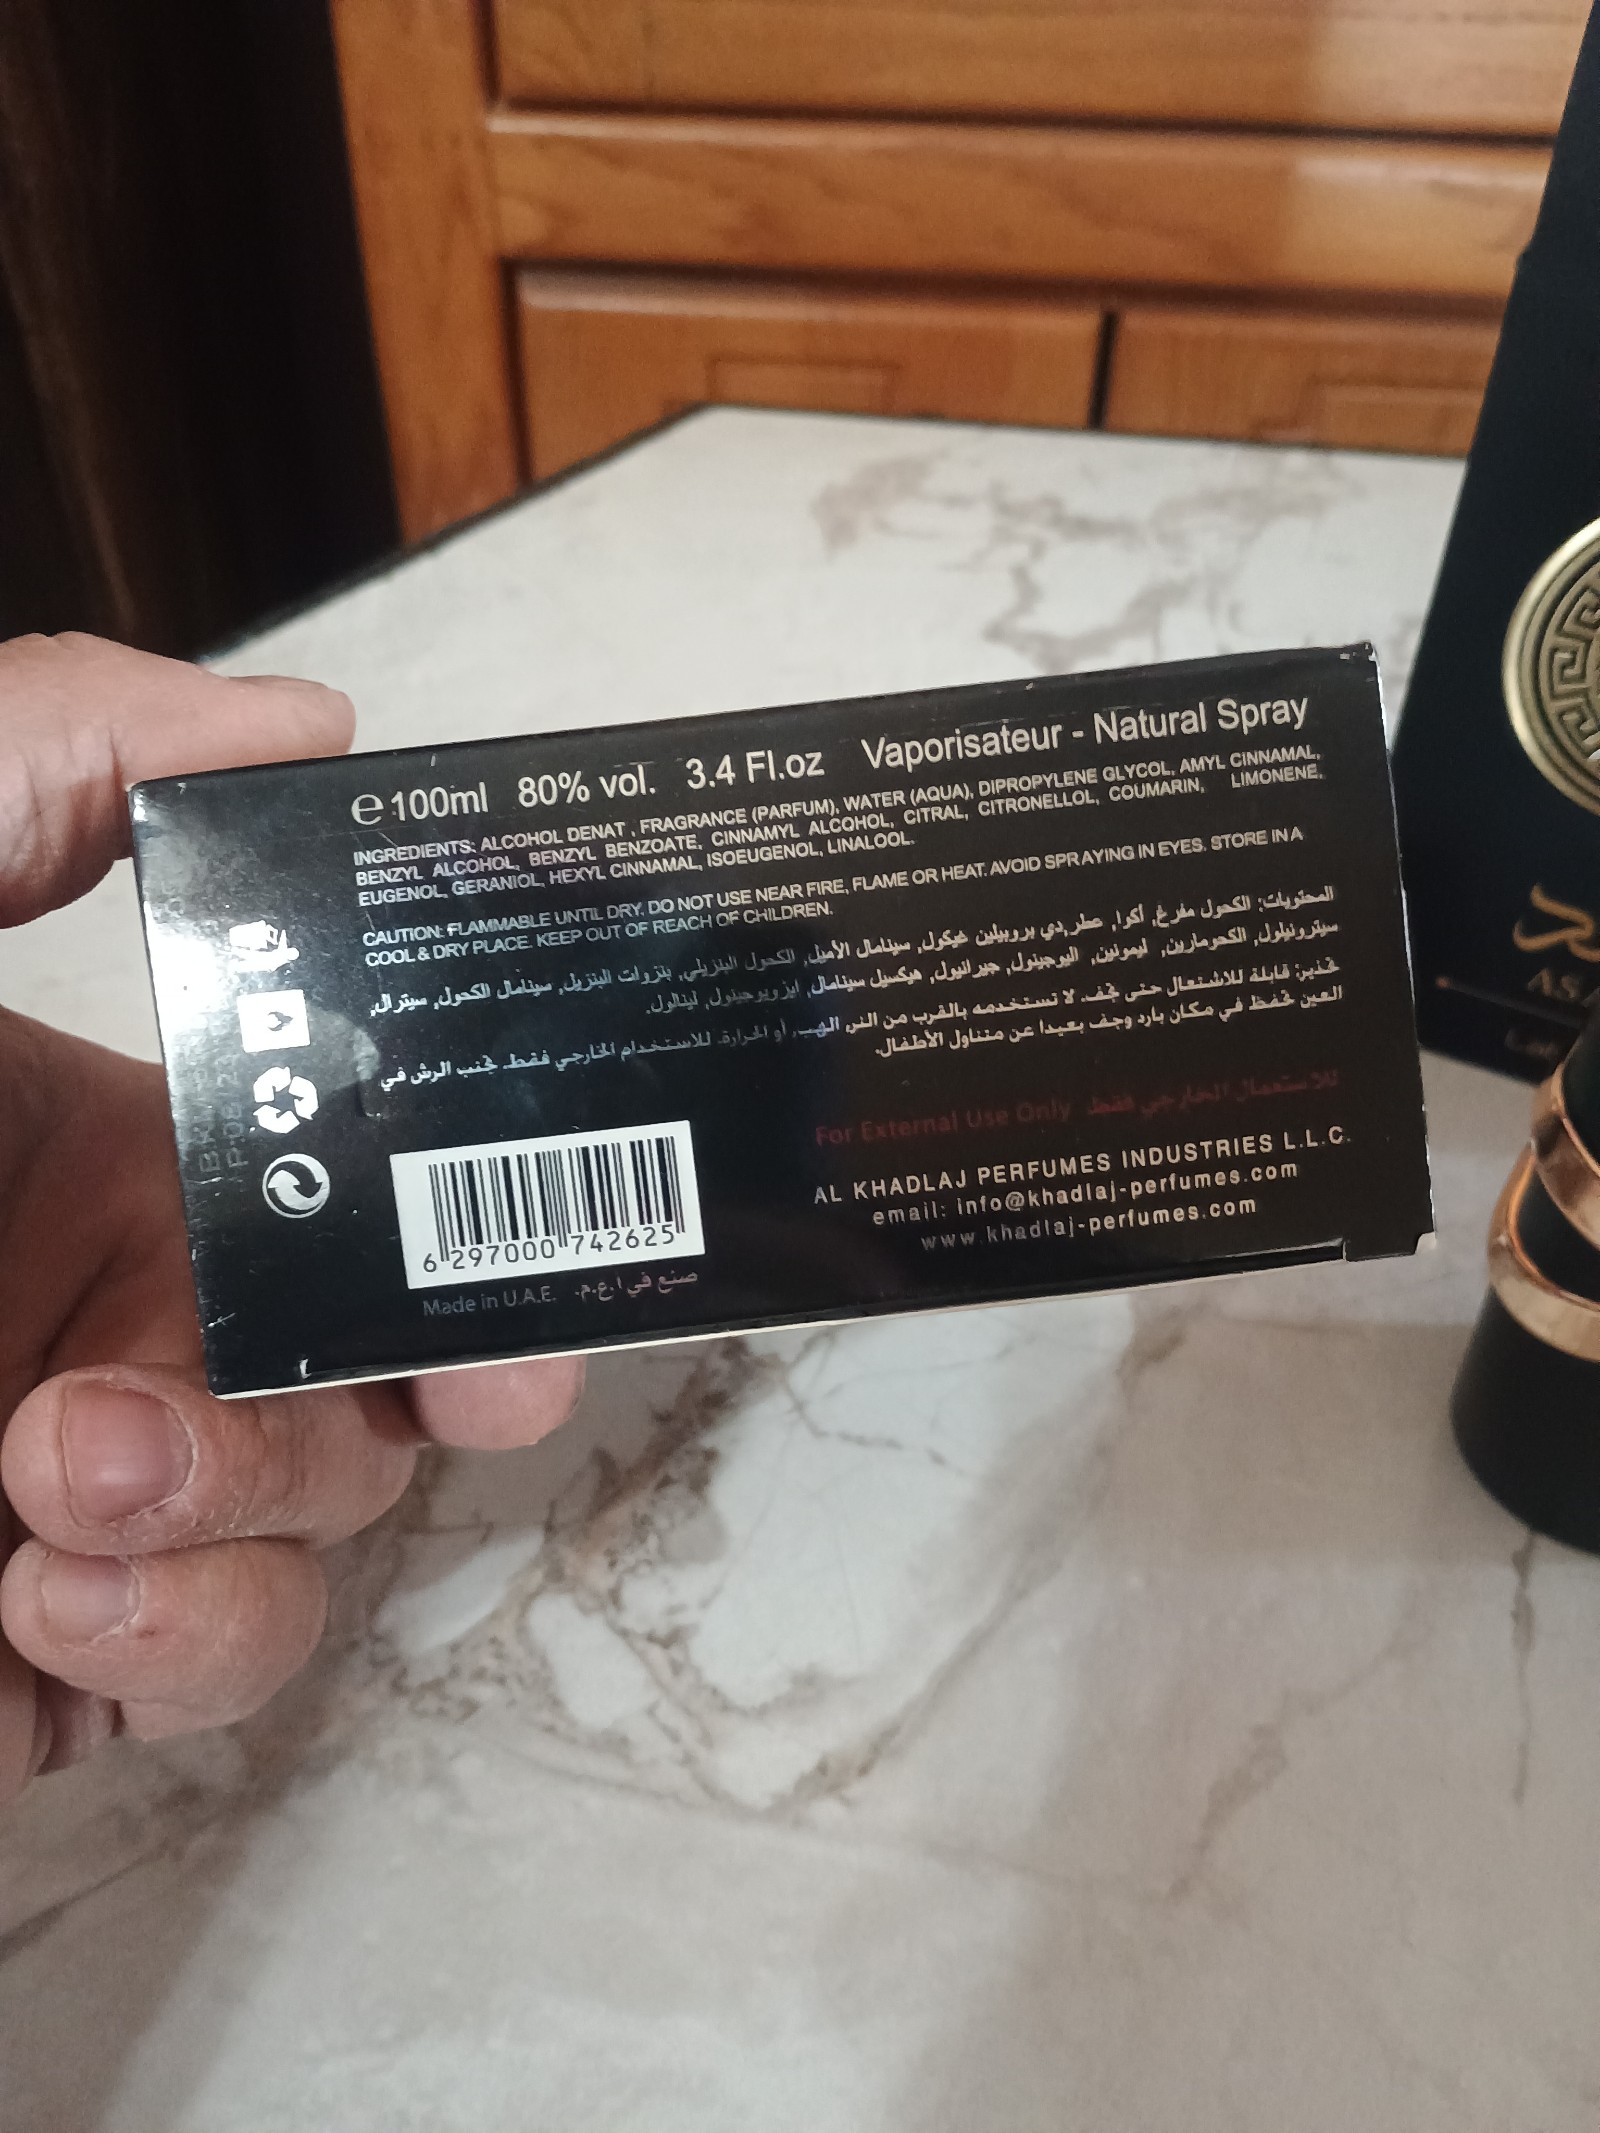 e 100ml 80% vol. 3.4 Fl.oz Vaporisateur - Natural Spray
INGREDIENTS: ALCOHOL DENAT , FRAGRANCE (PARFUM), WATER (AQUA), DIPROPYLENE GLYCOL, AMYL CINNAMAL,
BENZYL ALCOHOL, BENZYL BENZOATE, CINNAMYL ALCOHOL, CITRAL, CITRONELLOL, COUMARIN, LIMONENE,
EUGENOL, GERANIOL, HEXYL CINNAMAL, ISOEUGENOL, LINALOOL.
CAUTION: FLAMMABLE UNTIL DRY. DO NOT USE NEAR FIRE, FLAME OR HEAT. AVOID SPRAYING IN EYES. STORE IN A
COOL & DRY PLACE. KEEP OUT OF REACH OF CHILDREN.
المحتويات: الكحول مفرغ, أكوا, عطر,دي بروبيلين غيكول, سينامال الأميل, الكحول البنزيلي, بنزوات البنزيل, سينامال الكحول, سيترال,
سيترونيلول, الكحومارين, ليمونين, اليوجينول, جيرانيول, هيكسيل سينامال, ايزويوجينول, لينالول.
تحذير: قابلة للاشتعال حتى تجف. لا تستخدمه بالقرب من النار, الهب, أو الحرارة. للاستخدام الخارجي فقط. تجنب الرش في
العين تحفظ في مكان بارد وجف بعيدا عن متناول الأطفال.
For External Use Only للاستعمال الخارجي فقط
AL KHADLAJ PERFUMES INDUSTRIES L.L.C.
email: info@khadlaj-perfumes.com
www.khadlaj-perfumes.com
6 297000 742625
Made in U.A.E. صنع في ا.ع.م.